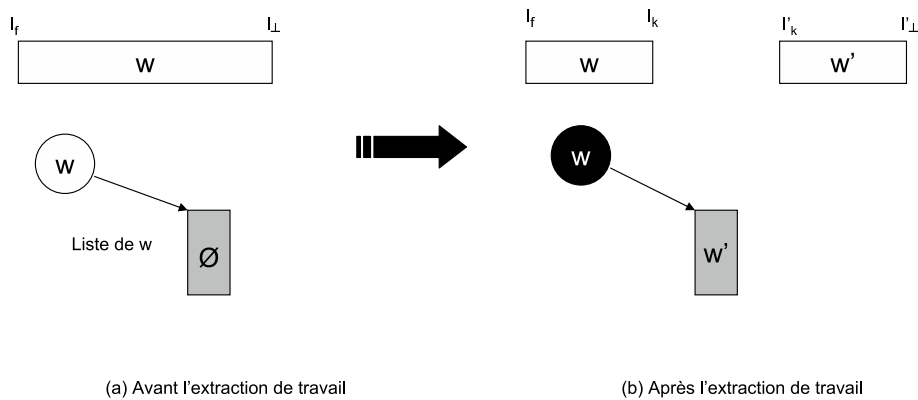 I_f I_⊥
w
w
Liste de w
Ø
(a) Avant l'extraction de travail
I_f I_k I'_k I'_⊥
w w'
w
w'
(b) Après l'extraction de travail